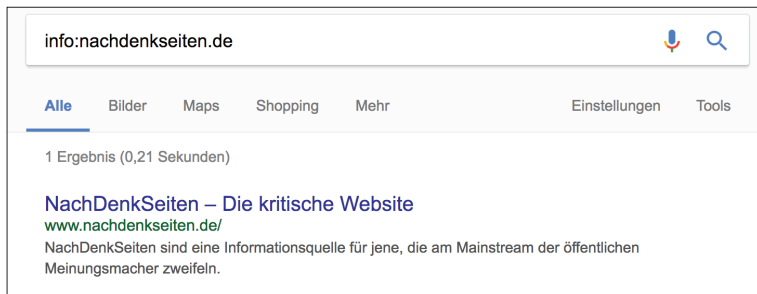 info:nachdenkseiten.de
Alle Bilder Maps Shopping Mehr Einstellungen Tools
1 Ergebnis (0,21 Sekunden)
NachDenkSeiten – Die kritische Website
www.nachdenkseiten.de/
NachDenkSeiten sind eine Informationsquelle für jene, die am Mainstream der öffentlichen
Meinungsmacher zweifeln.